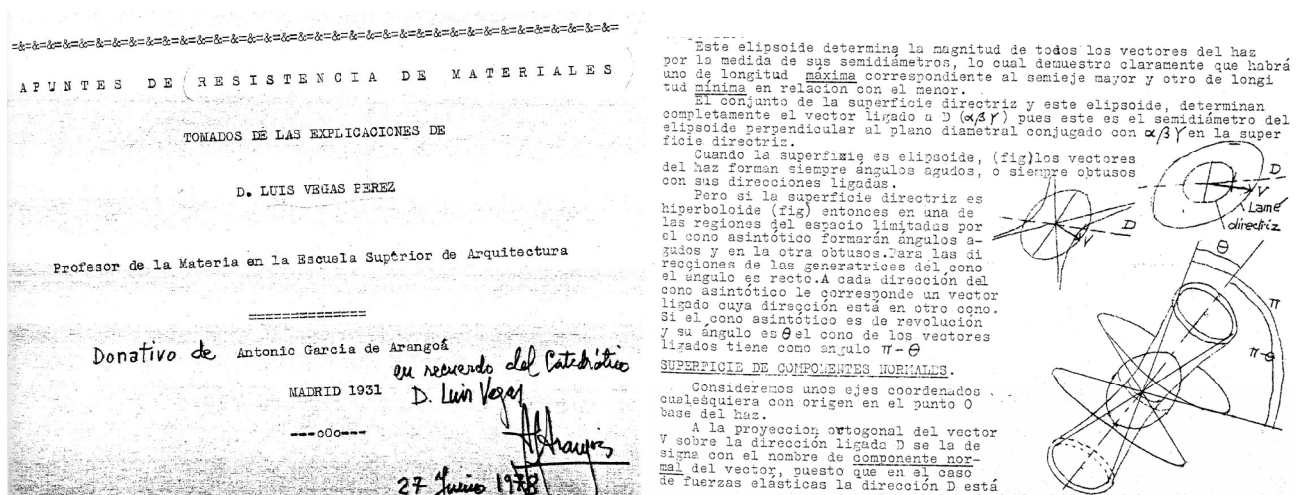 =&=&=&=&=&=&=&=&=&=&=&=&=&=&=&=&=&=&=&=&=&=&=&=&=&=&=&=&=&=&=&=&=&=
APUNTES DE RESISTENCIA DE MATERIALES
TOMADOS DE LAS EXPLICACIONES DE
D. LUIS VEGAS PEREZ
Profesor de la Materia en la Escuela Superior de Arquitectura
==============
Donativo de Antonio Garcia de Arangoá
en recuerdo del Catedrático
MADRID 1931 D. Luis Vegas
---o0o---
27 Junio 1978
Este elipsoide determina la magnitud de todos los vectores del haz
por la medida de sus semidiámetros, lo cual demuestra claramente que habrá
uno de longitud máxima correspondiente al semieje mayor y otro de longi
tud mínima en relación con el menor.
El conjunto de la superficie directriz y este elipsoide, determinan
completamente el vector ligado a D (αβγ) pues este es el semidiámetro del
elipsoide perpendicular al plano diametral conjugado con αβγ en la super
ficie directriz.
Cuando la superfizie es elipsoide, (fig)los vectores
del haz forman siempre ángulos agudos, o siempre obtusos
con sus direcciones ligadas.
Pero si la superficie directriz es
hiperboloide (fig) entonces en una de
las regiones del espacio limitadas por
el cono asintótico formarán ángulos a-
gudos y en la otra obtusos.Para las di
recciones de las generatrices del cono
el ángulo es recto.A cada dirección del
cono asintótico le corresponde un vector
ligado cuya dirección está en otro cono.
Si el cono asintótico es de revolución
y su ángulo es θ el cono de los vectores
ligados tiene como angulo π-θ
SUPERFICIE DE COMPONENTES NORMALES.
Consideremos unos ejes coordenados
cualesquiera con origen en el punto O
base del haz.
A la proyeccion ortogonal del vector
V sobre la dirección ligada D se la de
signa con el nombre de componente nor-
mal del vector, puesto que en el caso
de fuerzas elásticas la dirección D está
D
V
Lamé
directriz
D
V
θ
π
π-θ